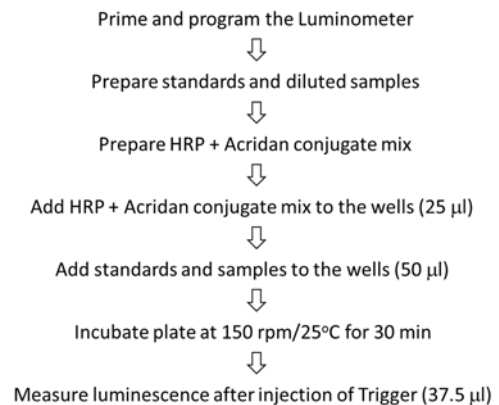 Prime and program the Luminometer
Prepare standards and diluted samples
Prepare HRP + Acridan conjugate mix
Add HRP + Acridan conjugate mix to the wells (25 µl)
Add standards and samples to the wells (50 µl)
Incubate plate at 150 rpm/25°C for 30 min
Measure luminescence after injection of Trigger (37.5 µl)